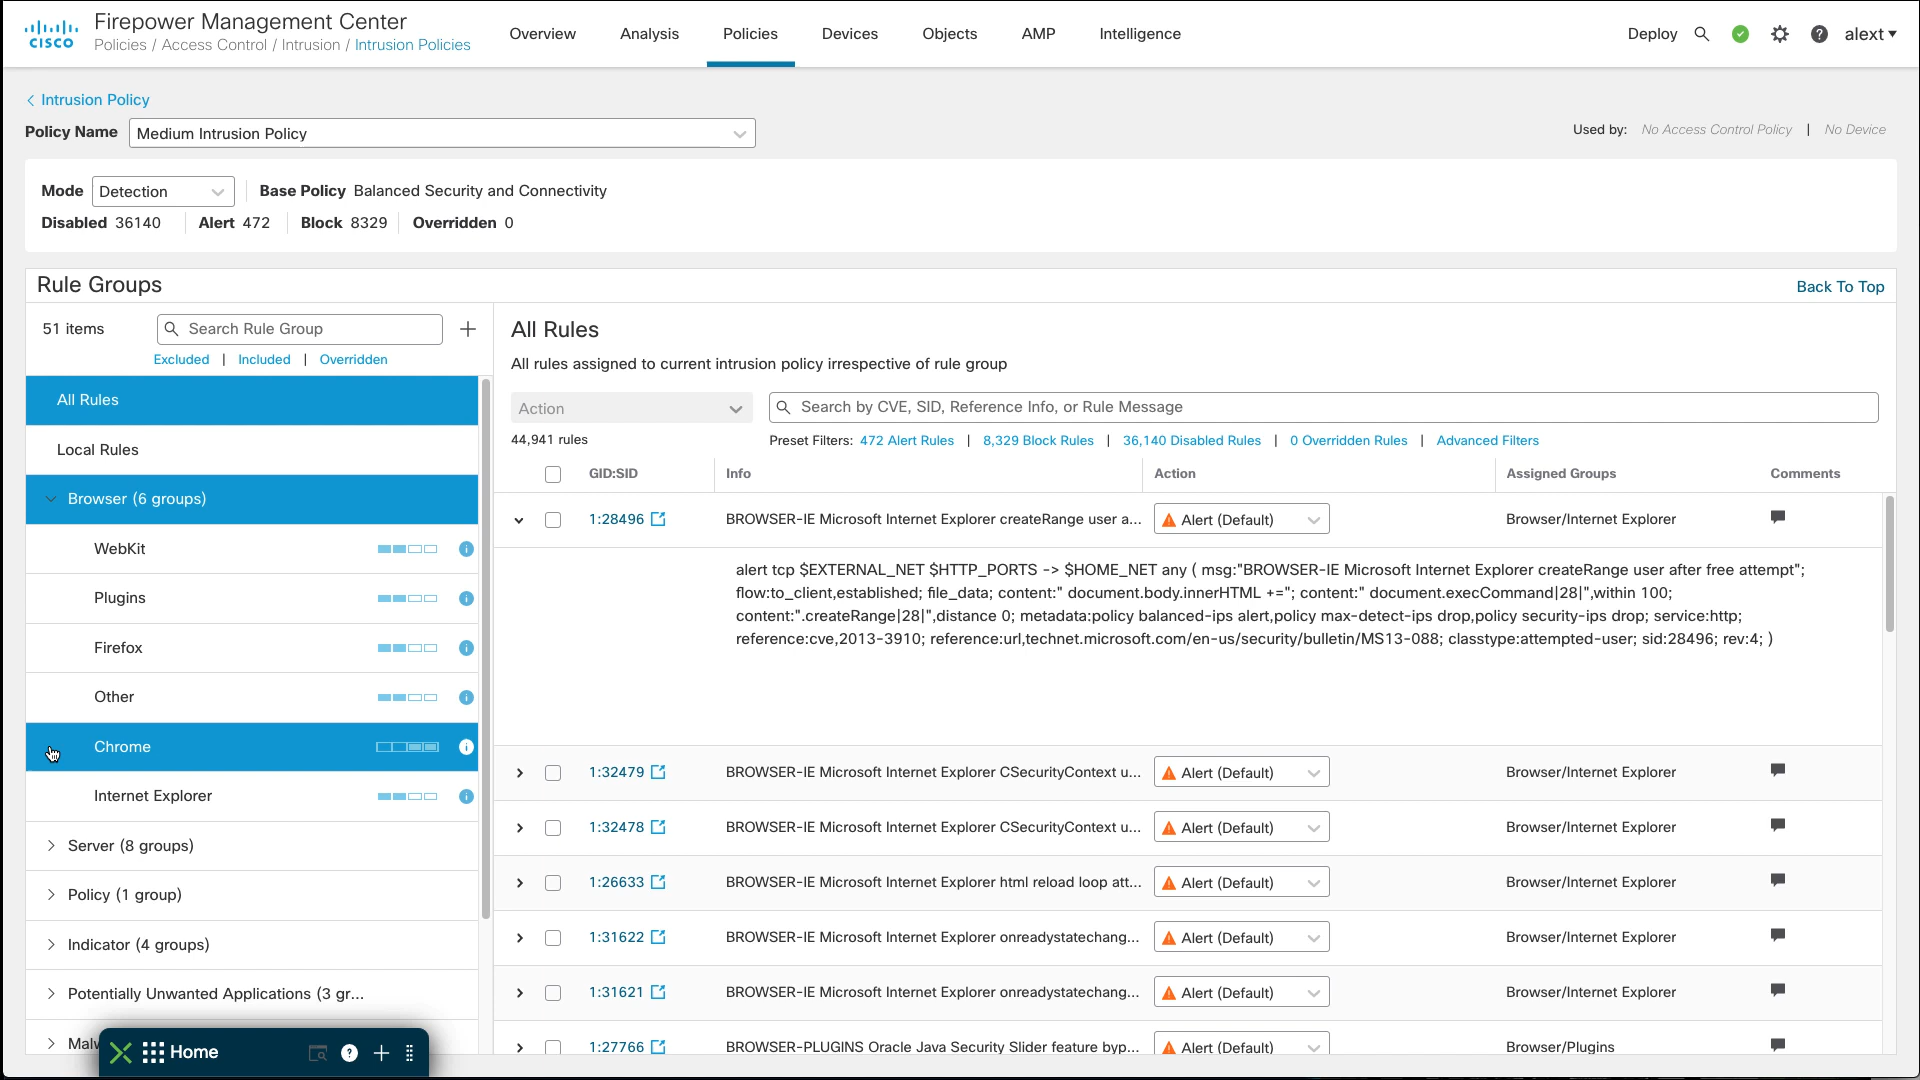 CISCO
Firepower Management Center
Policies / Access Control / Intrusion / Intrusion Policies
Overview
Analysis
Policies
Devices
Objects
AMP
Intelligence
Deploy
alext
Intrusion Policy
Policy Name Medium Intrusion Policy
Used by: No Access Control Policy | No Device
Mode Detection Base Policy Balanced Security and Connectivity
Disabled 36140 Alert 472 Block 8329 Overridden 0
Rule Groups
Back To Top
51 items
Search Rule Group
Excluded | Included | Overridden
All Rules
Local Rules
Browser (6 groups)
WebKit
Plugins
Firefox
Other
Chrome
Internet Explorer
Server (8 groups)
Policy (1 group)
Indicator (4 groups)
Potentially Unwanted Applications (3 gr...
Home
All Rules
All rules assigned to current intrusion policy irrespective of rule group
Action
Search by CVE, SID, Reference Info, or Rule Message
44,941 rules
Preset Filters: 472 Alert Rules | 8,329 Block Rules | 36,140 Disabled Rules | 0 Overridden Rules | Advanced Filters
GID:SID Info Action Assigned Groups Comments
1:28496 BROWSER-IE Microsoft Internet Explorer createRange user a... Alert (Default) Browser/Internet Explorer
alert tcp $EXTERNAL_NET $HTTP_PORTS -> $HOME_NET any ( msg:"BROWSER-IE Microsoft Internet Explorer createRange user after free attempt";
flow:to_client,established; file_data; content:" document.body.innerHTML +="; content:" document.execCommand|28|",within 100;
content:".createRange|28|",distance 0; metadata:policy balanced-ips alert,policy max-detect-ips drop,policy security-ips drop; service:http;
reference:cve,2013-3910; reference:url,technet.microsoft.com/en-us/security/bulletin/MS13-088; classtype:attempted-user; sid:28496; rev:4; )
1:32479 BROWSER-IE Microsoft Internet Explorer CSecurityContext u... Alert (Default) Browser/Internet Explorer
1:32478 BROWSER-IE Microsoft Internet Explorer CSecurityContext u... Alert (Default) Browser/Internet Explorer
1:26633 BROWSER-IE Microsoft Internet Explorer html reload loop att... Alert (Default) Browser/Internet Explorer
1:31622 BROWSER-IE Microsoft Internet Explorer onreadystatechang... Alert (Default) Browser/Internet Explorer
1:31621 BROWSER-IE Microsoft Internet Explorer onreadystatechang... Alert (Default) Browser/Internet Explorer
1:27766 BROWSER-PLUGINS Oracle Java Security Slider feature byp... Alert (Default) Browser/Plugins